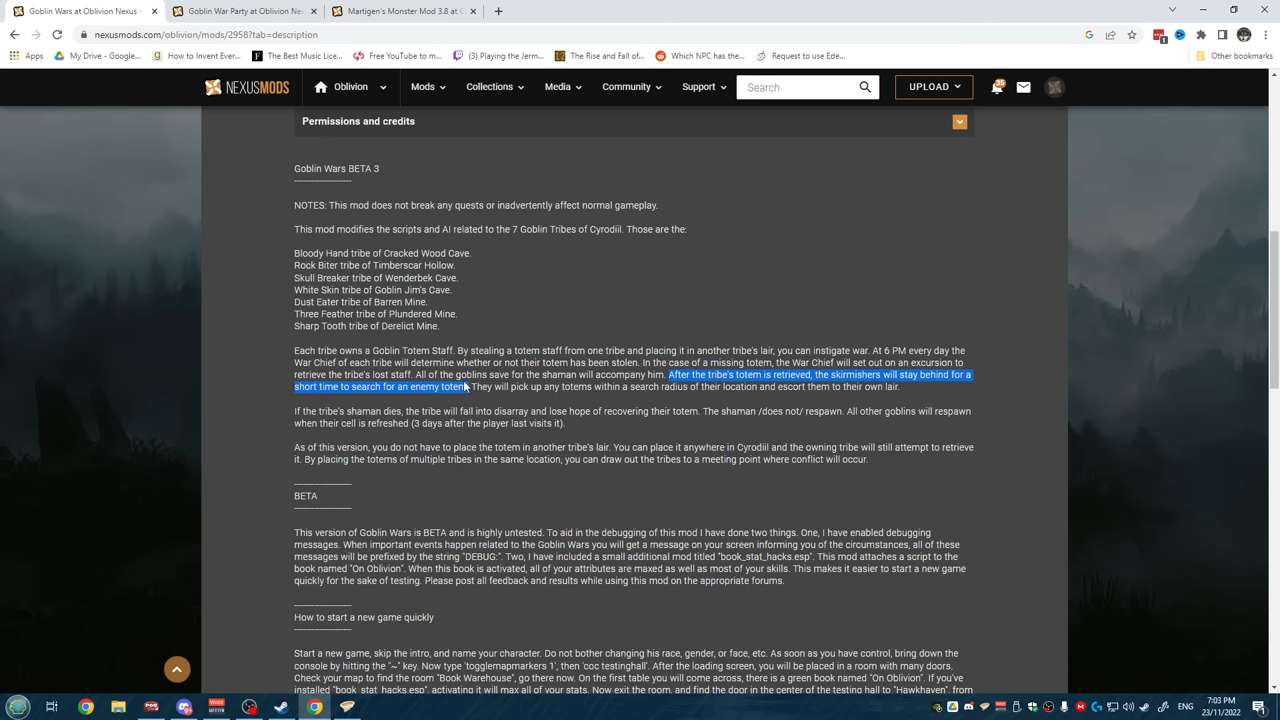 Goblin Wars at Oblivion Nexus -
Goblin War Party at Oblivion Nexus
Martigen's Monster Mod 3.8 at O
nexusmods.com/oblivion/mods/2958?tab=description
Apps
My Drive - Google...
How to Invent Ever...
The Best Music Lice...
Free YouTube to m...
(3) Playing the Jerm...
The Rise and Fall of...
Which NPC has the...
Request to use Ede...
Other bookmarks
NEXUSMODS
Oblivion
Mods
Collections
Media
Community
Support
Search
UPLOAD
35
Permissions and credits
Goblin Wars BETA 3
--------------------
NOTES: This mod does not break any quests or inadvertently affect normal gameplay.
This mod modifies the scripts and AI related to the 7 Goblin Tribes of Cyrodiil. Those are the:
Bloody Hand tribe of Cracked Wood Cave.
Rock Biter tribe of Timberscar Hollow.
Skull Breaker tribe of Wenderbek Cave.
White Skin tribe of Goblin Jim's Cave.
Dust Eater tribe of Barren Mine.
Three Feather tribe of Plundered Mine.
Sharp Tooth tribe of Derelict Mine.
Each tribe owns a Goblin Totem Staff. By stealing a totem staff from one tribe and placing it in another tribe's lair, you can instigate war. At 6 PM every day the
War Chief of each tribe will determine whether or not their totem has been stolen. In the case of a missing totem, the War Chief will set out on an excursion to
retrieve the tribe's lost staff. All of the goblins save for the shaman will accompany him. After the tribe's totem is retrieved, the skirmishers will stay behind for a
short time to search for an enemy totem. They will pick up any totems within a search radius of their location and escort them to their own lair.
If the tribe's shaman dies, the tribe will fall into disarray and lose hope of recovering their totem. The shaman /does not/ respawn. All other goblins will respawn
when their cell is refreshed (3 days after the player last visits it).
As of this version, you do not have to place the totem in another tribe's lair. You can place it anywhere in Cyrodiil and the owning tribe will still attempt to retrieve
it. By placing the totems of multiple tribes in the same location, you can draw out the tribes to a meeting point where conflict will occur.
--------------------
BETA
--------------------
This version of Goblin Wars is BETA and is highly untested. To aid in the debugging of this mod I have done two things. One, I have enabled debugging
messages. When important events happen related to the Goblin Wars you will get a message on your screen informing you of the circumstances, all of these
messages will be prefixed by the string "DEBUG:". Two, I have included a small additional mod titled "book_stat_hacks.esp". This mod attaches a script to the
book named "On Oblivion". When this book is activated, all of your attributes are maxed as well as most of your skills. This makes it easier to start a new game
quickly for the sake of testing. Please post all feedback and results while using this mod on the appropriate forums.
--------------------
How to start a new game quickly
--------------------
Start a new game, skip the intro, and name your character. Do not bother changing his race, gender, or face, etc. As soon as you have control, bring down the
console by hitting the "~" key. Now type 'togglemapmarkers 1', then 'coc testinghall'. After the loading screen, you will be placed in a room with many doors.
Check your map to find the room "Book Warehouse", go there now. On the first table you will come across, there is a green book named "On Oblivion". If you've
installed "book_stat_hacks.esp", activating it will max all of your stats. Now exit the room, and find the door in the center of the testing hall to "Hawkhaven", from
ENG
7:03 PM
23/11/2022